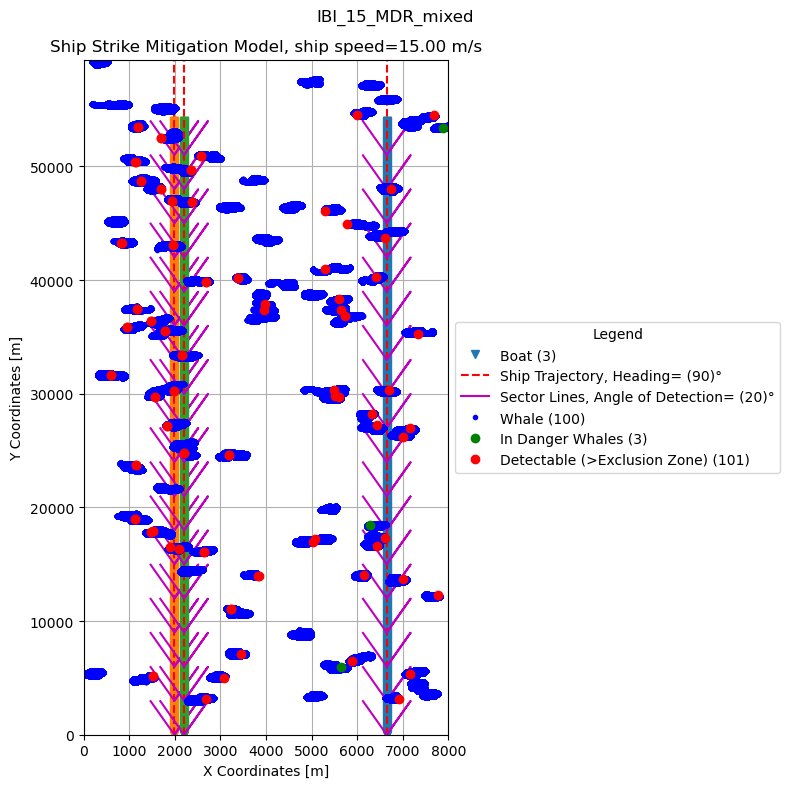 IBI_15_MDR_mixed
Ship Strike Mitigation Model, ship speed=15.00 m/s
Y Coordinates [m]
50000
40000
30000
20000
10000
0
0 1000 2000 3000 4000 5000 6000 7000 8000
X Coordinates [m]
Legend
Boat (3)
Ship Trajectory, Heading= (90)°
Sector Lines, Angle of Detection= (20)°
Whale (100)
In Danger Whales (3)
Detectable (>Exclusion Zone) (101)